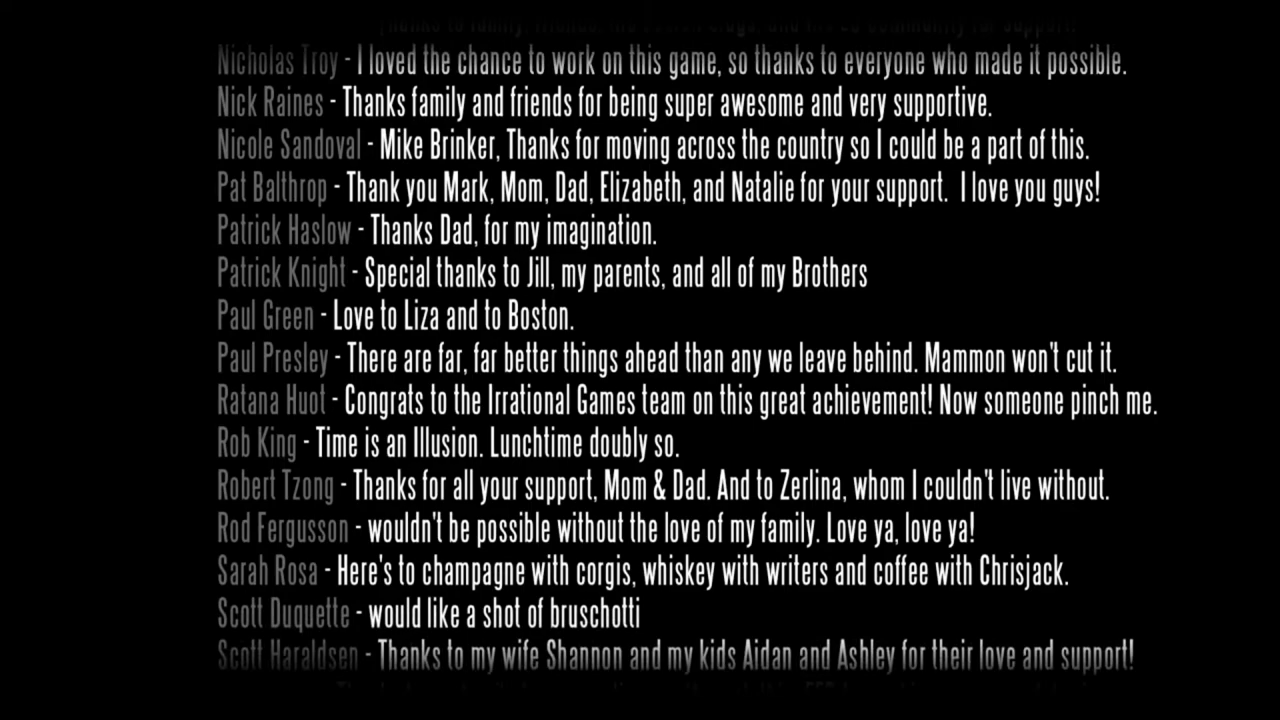 Nicholas Troy - I loved the chance to work on this game, so thanks to everyone who made it possible.
Nick Raines - Thanks family and friends for being super awesome and very supportive.
Nicole Sandoval - Mike Brinker, Thanks for moving across the country so I could be a part of this.
Pat Balthrop - Thank you Mark, Mom, Dad, Elizabeth, and Natalie for your support.  I love you guys!
Patrick Haslow - Thanks Dad, for my imagination.
Patrick Knight - Special thanks to Jill, my parents, and all of my Brothers
Paul Green - Love to Liza and to Boston.
Paul Presley - There are far, far better things ahead than any we leave behind. Mammon won't cut it.
Ratana Huot - Congrats to the Irrational Games team on this great achievement! Now someone pinch me.
Rob King - Time is an Illusion. Lunchtime doubly so.
Robert Tzong - Thanks for all your support, Mom & Dad. And to Zerlina, whom I couldn't live without.
Rod Fergusson - wouldn't be possible without the love of my family. Love ya, love ya!
Sarah Rosa - Here's to champagne with corgis, whiskey with writers and coffee with Chrisjack.
Scott Duquette - would like a shot of bruschotti
Scott Haraldsen - Thanks to my wife Shannon and my kids Aidan and Ashley for their love and support!